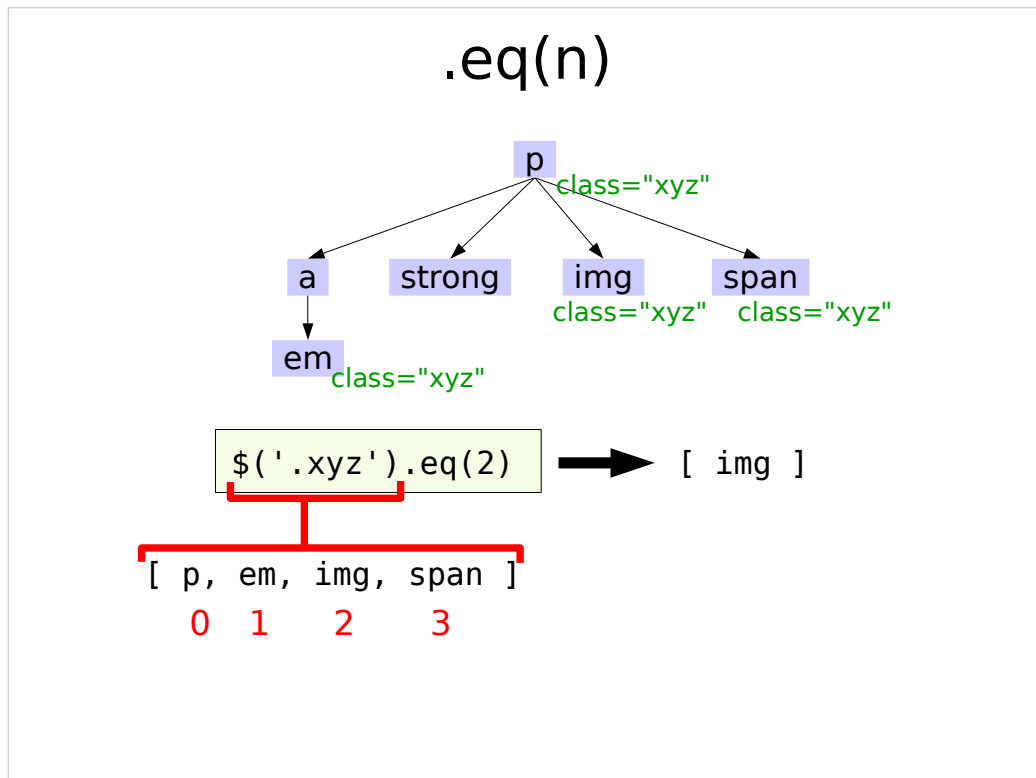 .eq(n)
p
class="xyz"
a strong img span
class="xyz" class="xyz"
em
class="xyz"
$('.xyz').eq(2) [ img ]
[ p, em, img, span ]
0 1 2 3